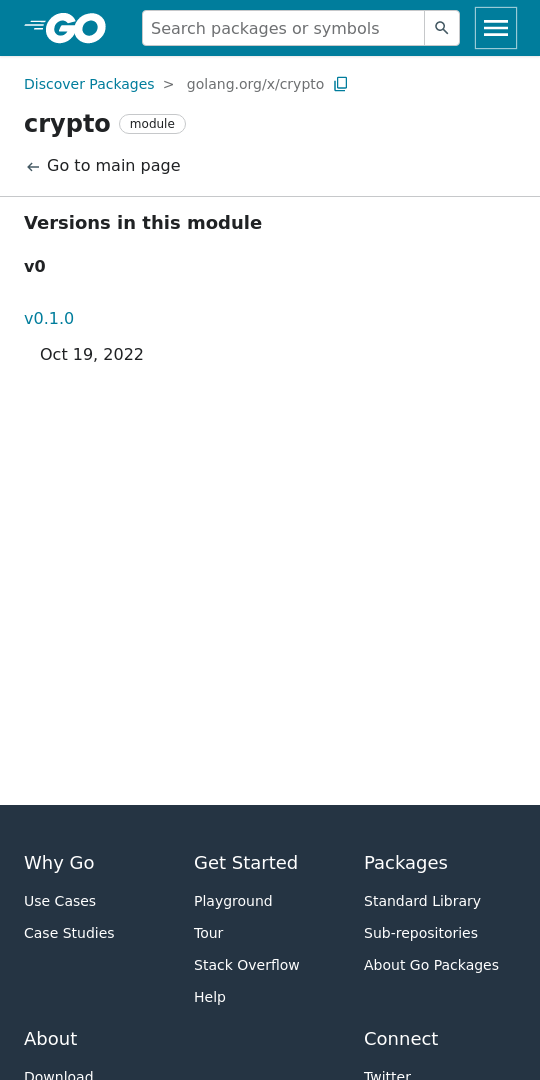 GO
Search packages or symbols
Discover Packages > golang.org/x/crypto
crypto module
← Go to main page
Versions in this module
v0
v0.1.0
Oct 19, 2022
Why Go
Use Cases
Case Studies
Get Started
Playground
Tour
Stack Overflow
Help
Packages
Standard Library
Sub-repositories
About Go Packages
About
Download
Connect
Twitter